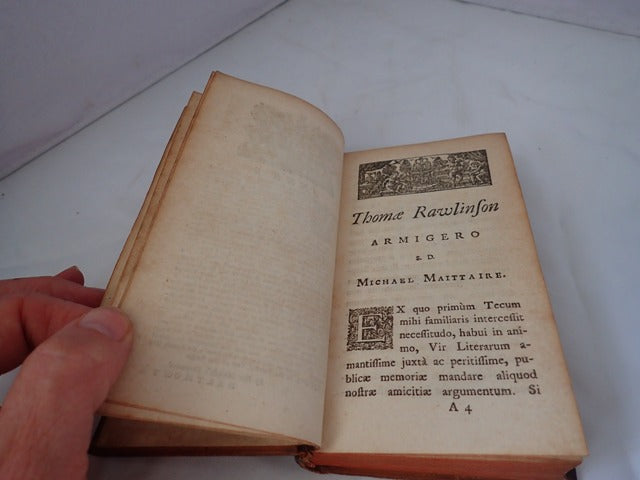 Thomæ Rawlinſon
ARMIGERO
S. D.
MICHAEL MAITTAIRE.
EX quo primùm Tecum
mihi familiaris interceſſit
neceſſitudo, habui in ani-
mo, Vir Literarum a-
mantiſſime juxtà ac peritiſſime, pu-
blicæ memoriæ mandare aliquod
noſtræ amicitiæ argumentum. Si
A 4